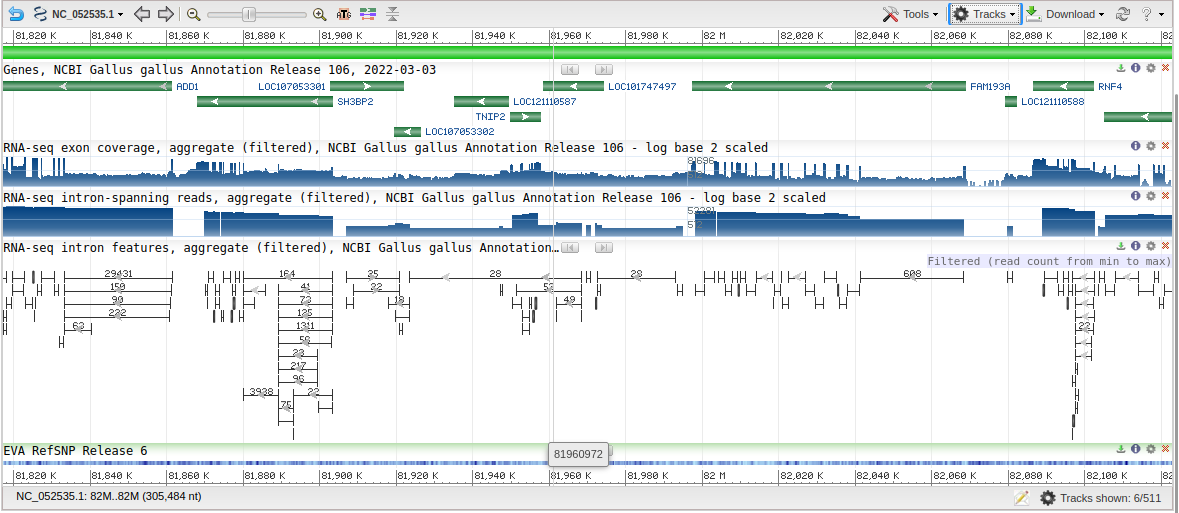 NC_052535.1 Tools Tracks Download ?
81,820 K 81,840 K 81,860 K 81,880 K 81,900 K 81,920 K 81,940 K 81,960 K 81,980 K 82 M 82,020 K 82,040 K 82,060 K 82,080 K 82,100 K 82
Genes, NCBI Gallus gallus Annotation Release 106, 2022-03-03
ADD1 LOC107053301 LOC101747497 FAM193A RNF4
SH3BP2 LOC121110587 LOC121110588
TNIP2
LOC107053302
RNA-seq exon coverage, aggregate (filtered), NCBI Gallus gallus Annotation Release 106 - log base 2 scaled
81696
RNA-seq intron-spanning reads, aggregate (filtered), NCBI Gallus gallus Annotation Release 106 - log base 2 scaled
512
RNA-seq intron features, aggregate (filtered), NCBI Gallus gallus Annotation…
Filtered (read count from min to max)
29431 164 25 28 28 608
159 41 22 53
90 73 18 49
222 125
63 1311 22
56
23
217
96
3938 22
75
EVA RefSNP Release 6
81960972
81,820 K 81,840 K 81,860 K 81,880 K 81,900 K 81,920 K 81,940 K 81,960 K 81,980 K 82 M 82,020 K 82,040 K 82,060 K 82,080 K 82,100 K 82
NC_052535.1: 82M..82M (305,484 nt) Tracks shown: 6/511